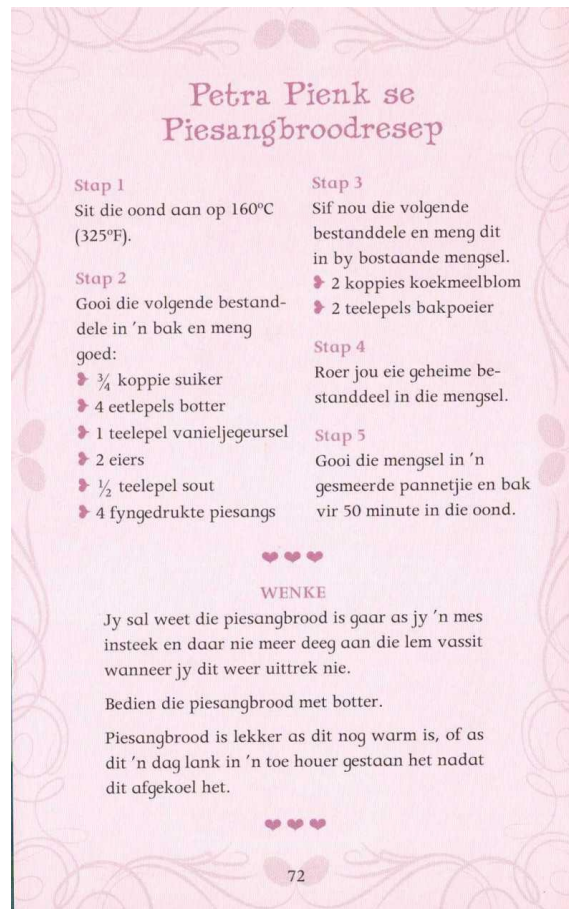 Petra Pienk se
Piesangbroodresep
Stap 1
Sit die oond aan op 160°C
(325°F).
Stap 2
Gooi die volgende bestand-
dele in 'n bak en meng
goed:
¾ koppie suiker
4 eetlepels botter
1 teelepel vanieljegeursel
2 eiers
½ teelepel sout
4 fyngedrukte piesangs
Stap 3
Sif nou die volgende
bestanddele en meng dit
in by bostaande mengsel.
2 koppies koekmeelblom
2 teelepels bakpoeier
Stap 4
Roer jou eie geheime be-
standdeel in die mengsel.
Stap 5
Gooi die mengsel in 'n
gesmeerde pannetjie en bak
vir 50 minute in die oond.
WENKE
Jy sal weet die piesangbrood is gaar as jy 'n mes
insteek en daar nie meer deeg aan die lem vassit
wanneer jy dit weer uittrek nie.
Bedien die piesangbrood met botter.
Piesangbrood is lekker as dit nog warm is, of as
dit 'n dag lank in 'n toe houer gestaan het nadat
dit afgekoel het.
72